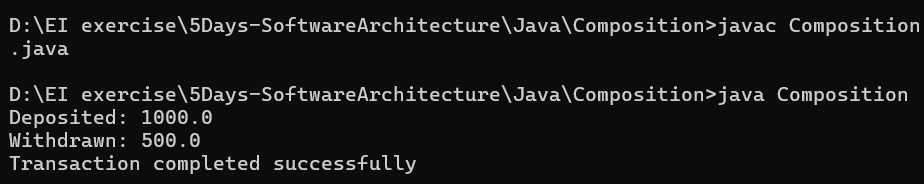 D:\EI exercise\5Days-SoftwareArchitecture\Java\Composition>javac Composition
.java
D:\EI exercise\5Days-SoftwareArchitecture\Java\Composition>java Composition
Deposited: 1000.0
Withdrawn: 500.0
Transaction completed successfully